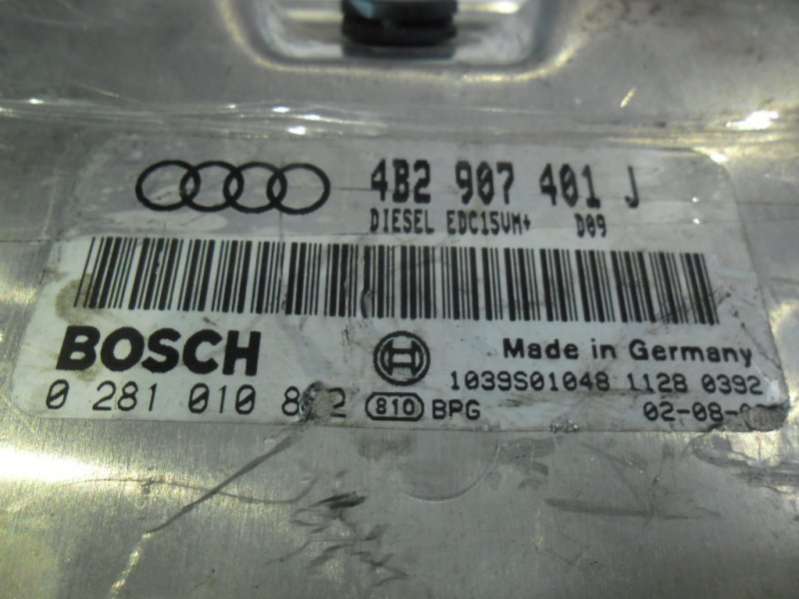 4B2 907 401 J
DIESEL EDC15VM+ D09
BOSCH
Made in Germany
1039S01048 1128 0392
0 281 010 810 BPG